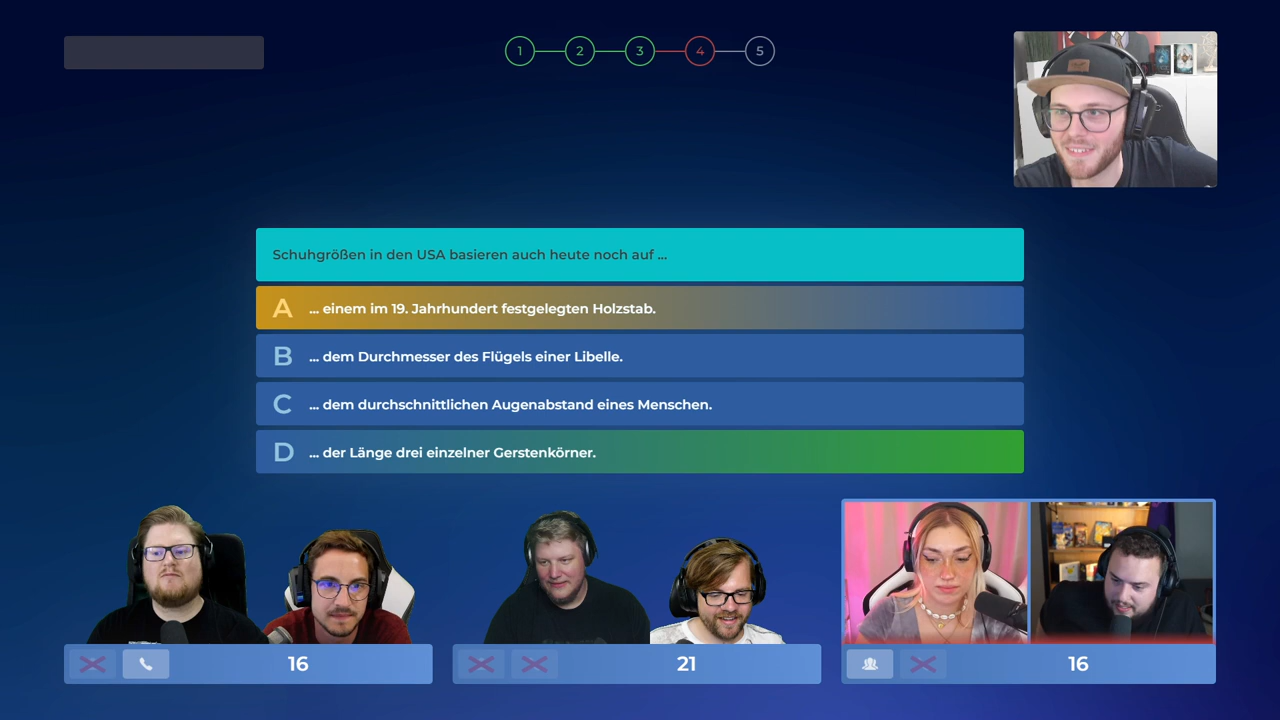 1 2 3 4 5
Schuhgrößen in den USA basieren auch heute noch auf ...
A ... einem im 19. Jahrhundert festgelegten Holzstab.
B ... dem Durchmesser des Flügels einer Libelle.
C ... dem durchschnittlichen Augenabstand eines Menschen.
D ... der Länge drei einzelner Gerstenkörner.
16 21 16